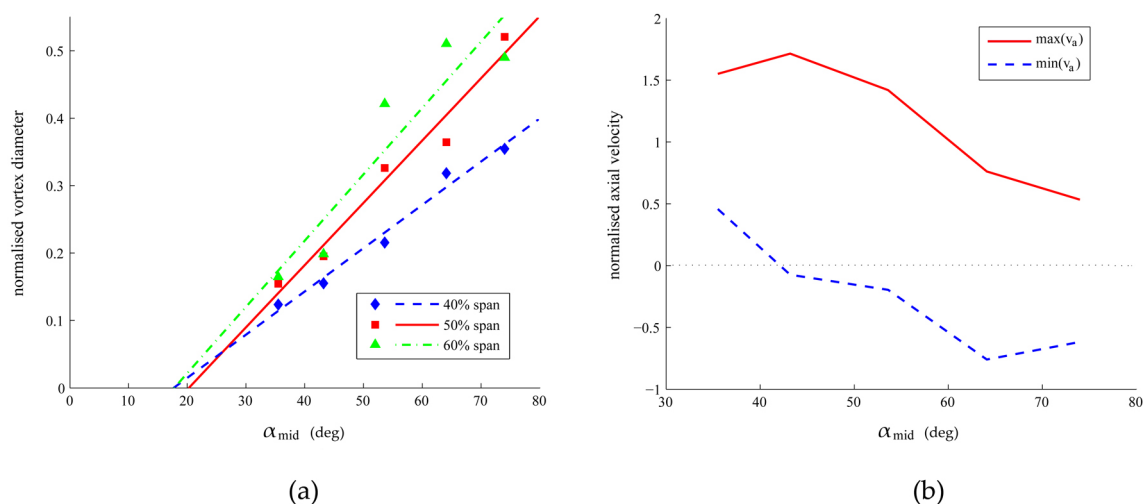 normalised vortex diameter
0.5
0.4
0.3
0.2
0.1
0
0 10 20 30 40 50 60 70 80
α mid (deg)
40% span
50% span
60% span
(a)
normalised axial velocity
2
1.5
1
0.5
0
−0.5
−1
30 40 50 60 70 80
α mid (deg)
max(va)
min(va)
(b)